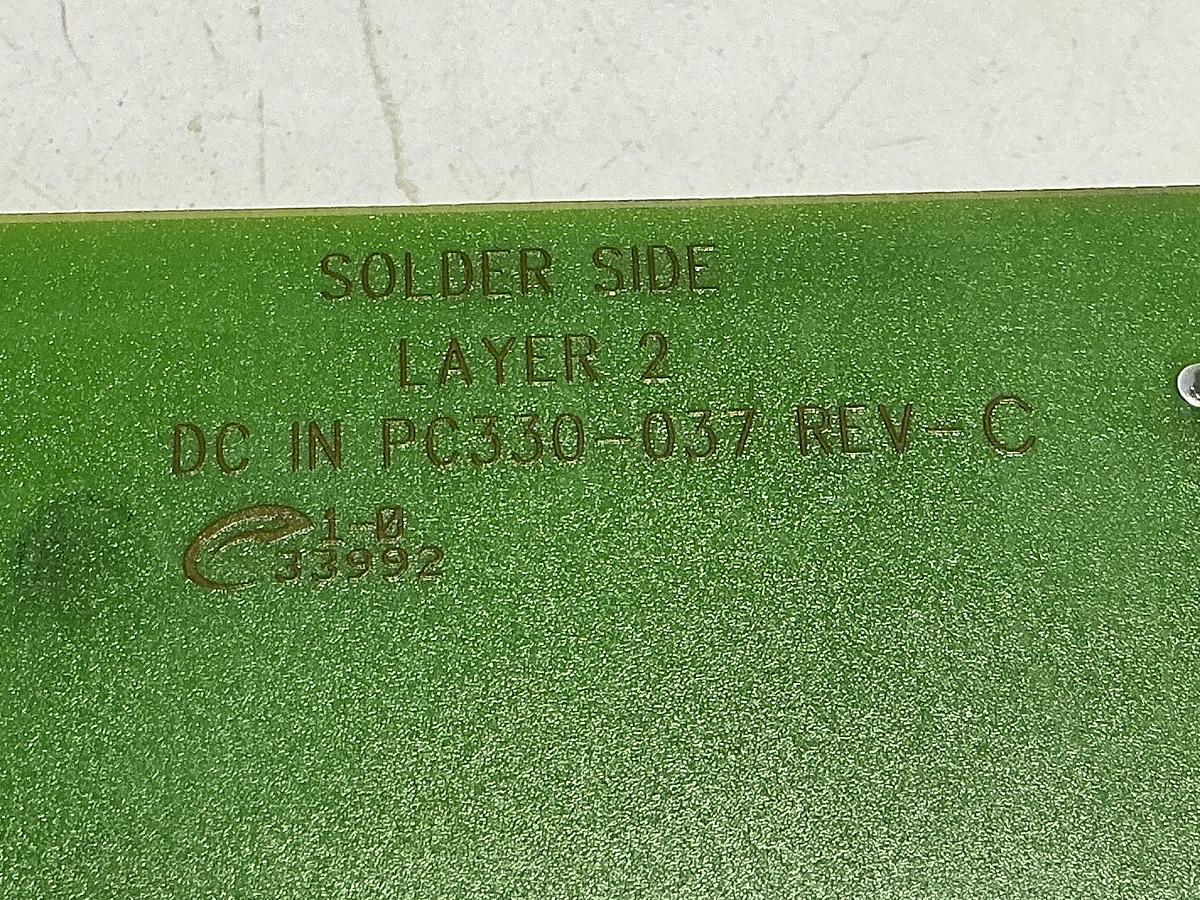 SOLDER SIDE
LAYER 2
DC IN PC330-037 REV-C
1-0
33992